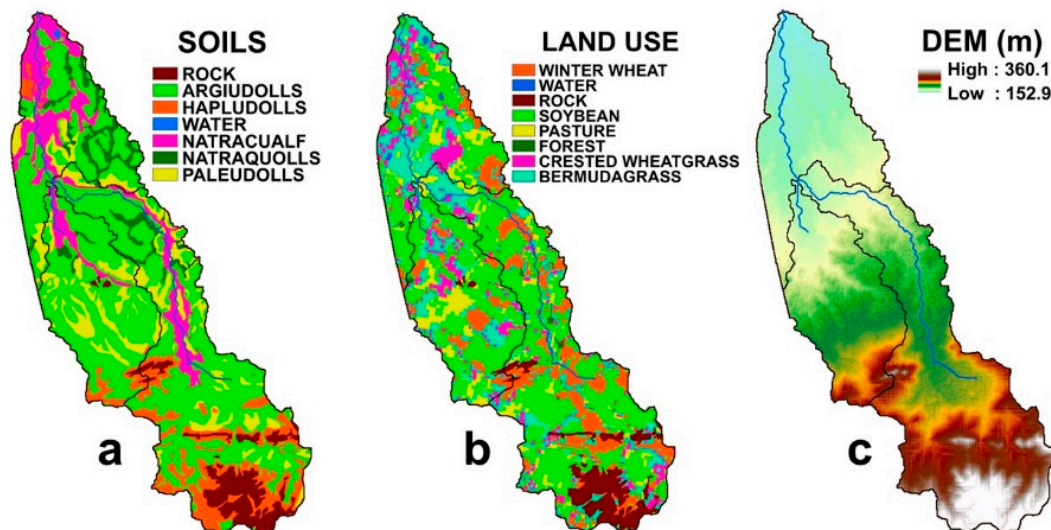 SOILS
ROCK
ARGIUDOLLS
HAPLUDOLLS
WATER
NATRACUALF
NATRAQUOLLS
PALEUDOLLS
a
LAND USE
WINTER WHEAT
WATER
ROCK
SOYBEAN
PASTURE
FOREST
CRESTED WHEATGRASS
BERMUDAGRASS
b
DEM (m)
High : 360.1
Low : 152.9
c